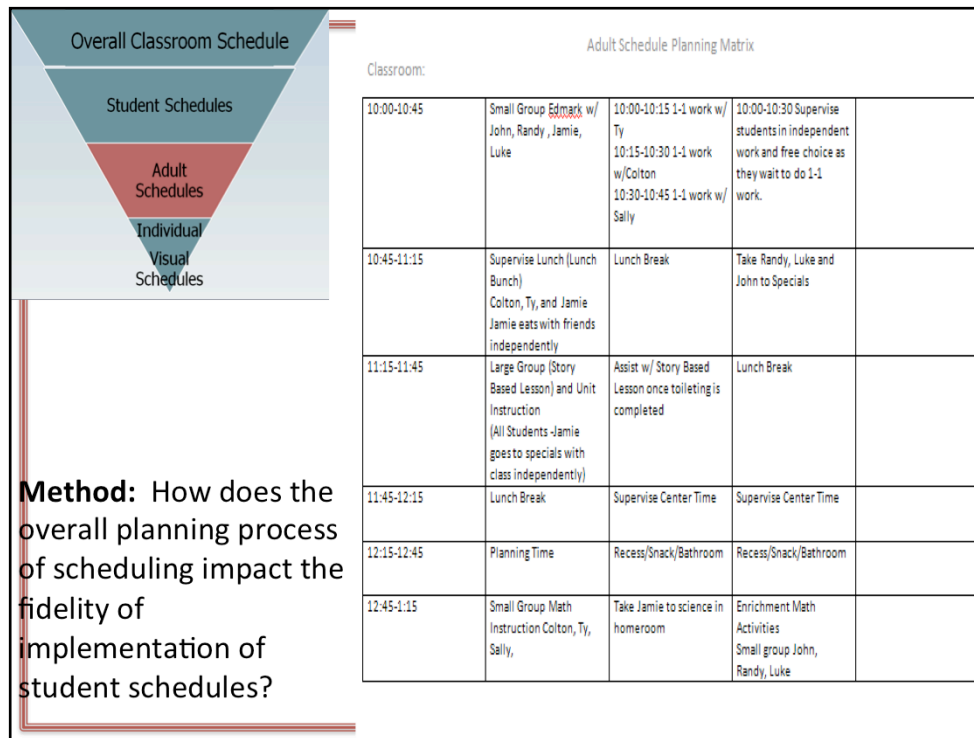 Overall Classroom Schedule
Student Schedules
Adult
Schedules
Individual
Visual
Schedules
Method: How does the
overall planning process
of scheduling impact the
fidelity of
implementation of
student schedules?
Adult Schedule Planning Matrix
Classroom:
10:00-10:45
Small Group Edmark w/
John, Randy , Jamie,
Luke
10:00-10:15 1-1 work w/
Ty
10:15-10:30 1-1 work
w/Colton
10:30-10:45 1-1 work w/
Sally
10:00-10:30 Supervise
students in independent
work and free choice as
they wait to do 1-1
work.
10:45-11:15
Supervise Lunch (Lunch
Bunch)
Colton, Ty, and Jamie
Jamie eats with friends
independently
Lunch Break
Take Randy, Luke and
John to Specials
11:15-11:45
Large Group (Story
Based Lesson) and Unit
Instruction
(All Students -Jamie
goes to specials with
class independently)
Assist w/ Story Based
Lesson once toileting is
completed
Lunch Break
11:45-12:15
Lunch Break
Supervise Center Time
Supervise Center Time
12:15-12:45
Planning Time
Recess/Snack/Bathroom
Recess/Snack/Bathroom
12:45-1:15
Small Group Math
Instruction Colton, Ty,
Sally,
Take Jamie to science in
homeroom
Enrichment Math
Activities
Small group John,
Randy, Luke